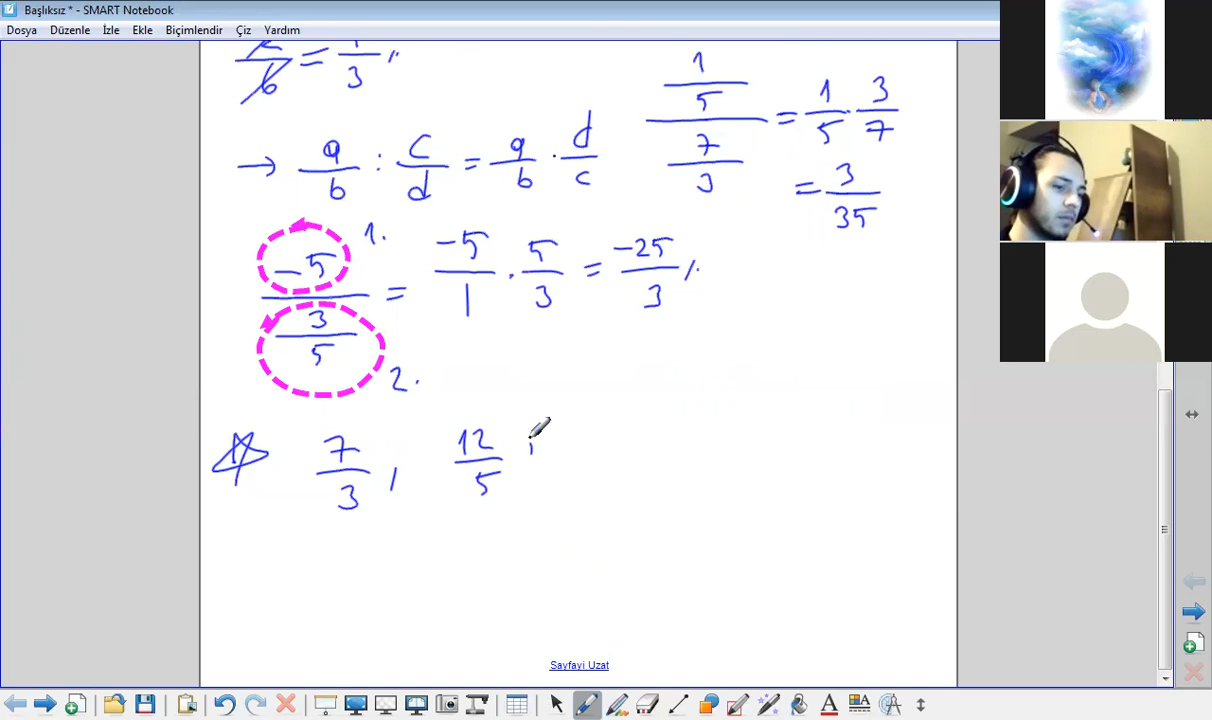 Başlıksız * - SMART Notebook
Dosya Düzenle İzle Ekle Biçimlendir Çiz Yardım
= 1/3
→ a/b : c/d = a/b · d/c
(1/5)/(7/3) = 1/5 · 3/7
= 3/35
1.
-5/(3/5) = -5/1 · 5/3 = -25/3 //.
2.
7/3 , 12/5
Sayfayi Uzat